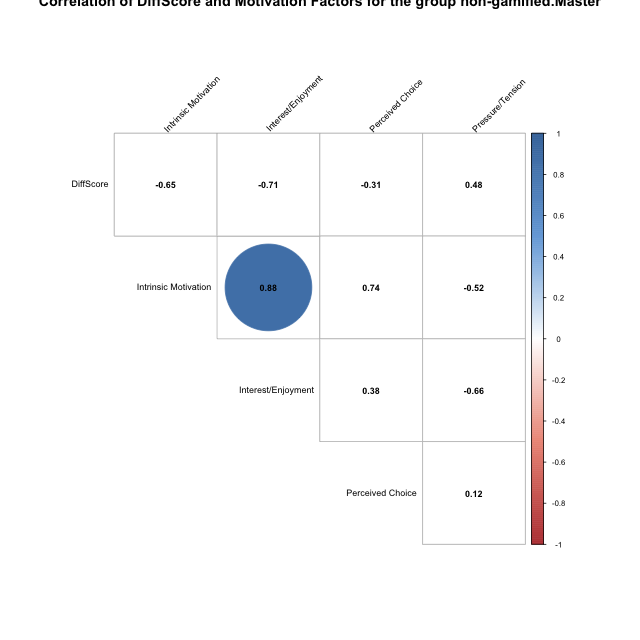 Correlation of DiffScore and Motivation Factors for the group non-gamified.Master
Intrinsic Motivation
Interest/Enjoyment
Perceived Choice
Pressure/Tension
DiffScore -0.65 -0.71 -0.31 0.48
Intrinsic Motivation 0.88 0.74 -0.52
Interest/Enjoyment 0.38 -0.66
Perceived Choice 0.12
1
0.8
0.6
0.4
0.2
0
-0.2
-0.4
-0.6
-0.8
-1